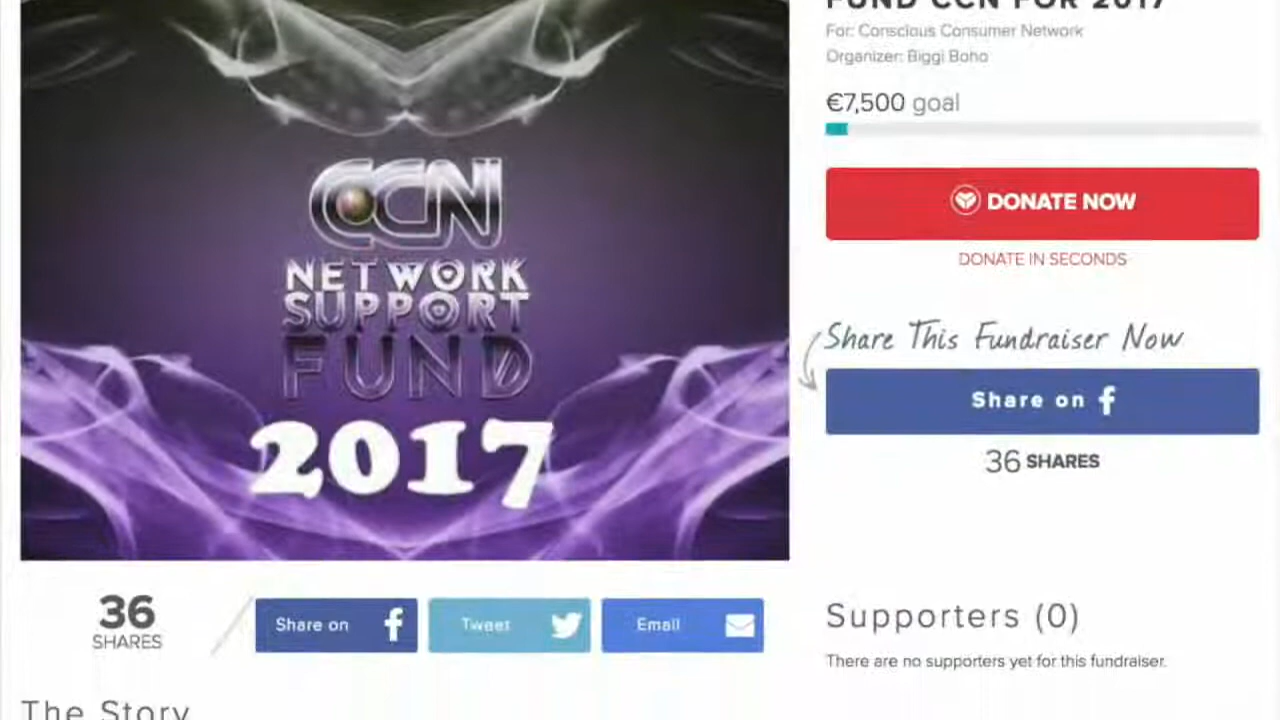 FUND CCN FOR 2017
For: Conscious Consumer Network
Organizer: Biggi Boho
€7,500 goal
DONATE NOW
DONATE IN SECONDS
Share This Fundraiser Now
Share on f
36 SHARES
CCN
NETWORK
SUPPORT
FUND
2017
36
SHARES
Share on f
Tweet
Email
Supporters (0)
There are no supporters yet for this fundraiser.
The Story